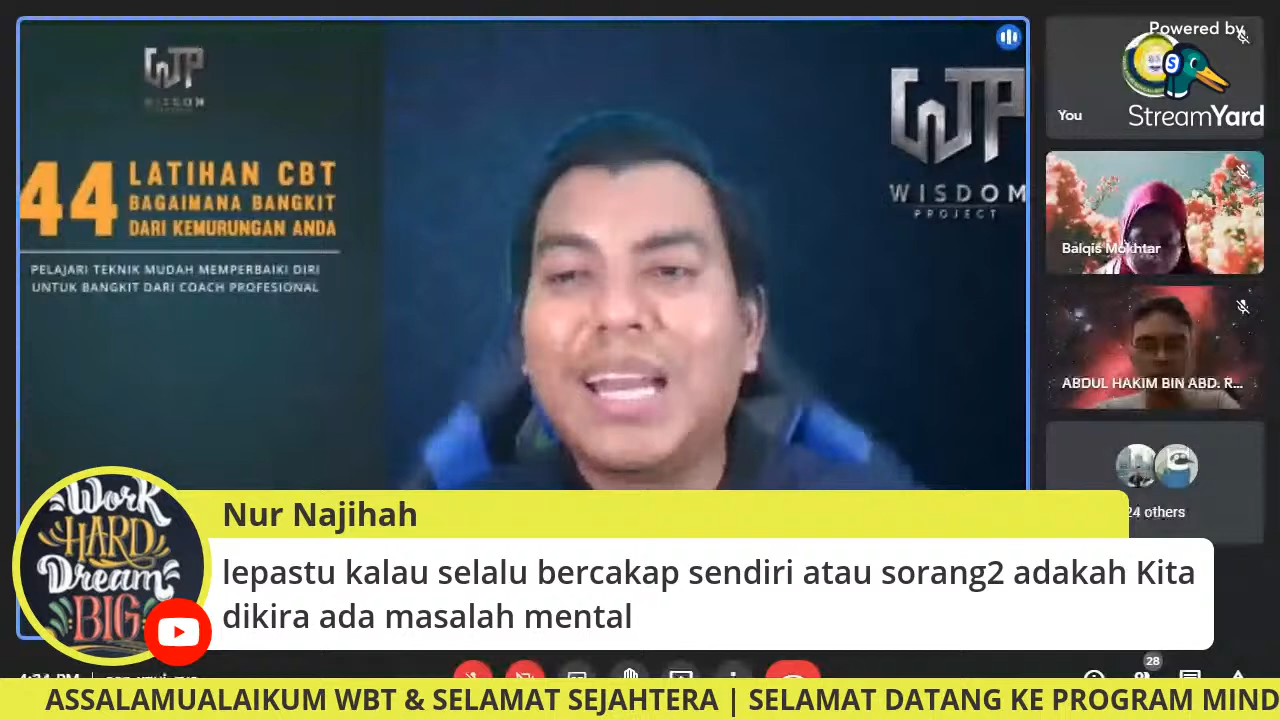 WISDOM
44 LATIHAN CBT
BAGAIMANA BANGKIT
DARI KEMURUNGAN ANDA
PELAJARI TEKNIK MUDAH MEMPERBAIKI DIRI
UNTUK BANGKIT DARI COACH PROFESIONAL
WISDOM
PROJECT
Powered by
You
StreamYard
Balqis Mokhtar
ABDUL HAKIM BIN ABD. R...
24 others
WORK
HARD
Dream
BIG
Nur Najihah
lepastu kalau selalu bercakap sendiri atau sorang2 adakah Kita
dikira ada masalah mental
28
ASSALAMUALAIKUM WBT & SELAMAT SEJAHTERA | SELAMAT DATANG KE PROGRAM MIND